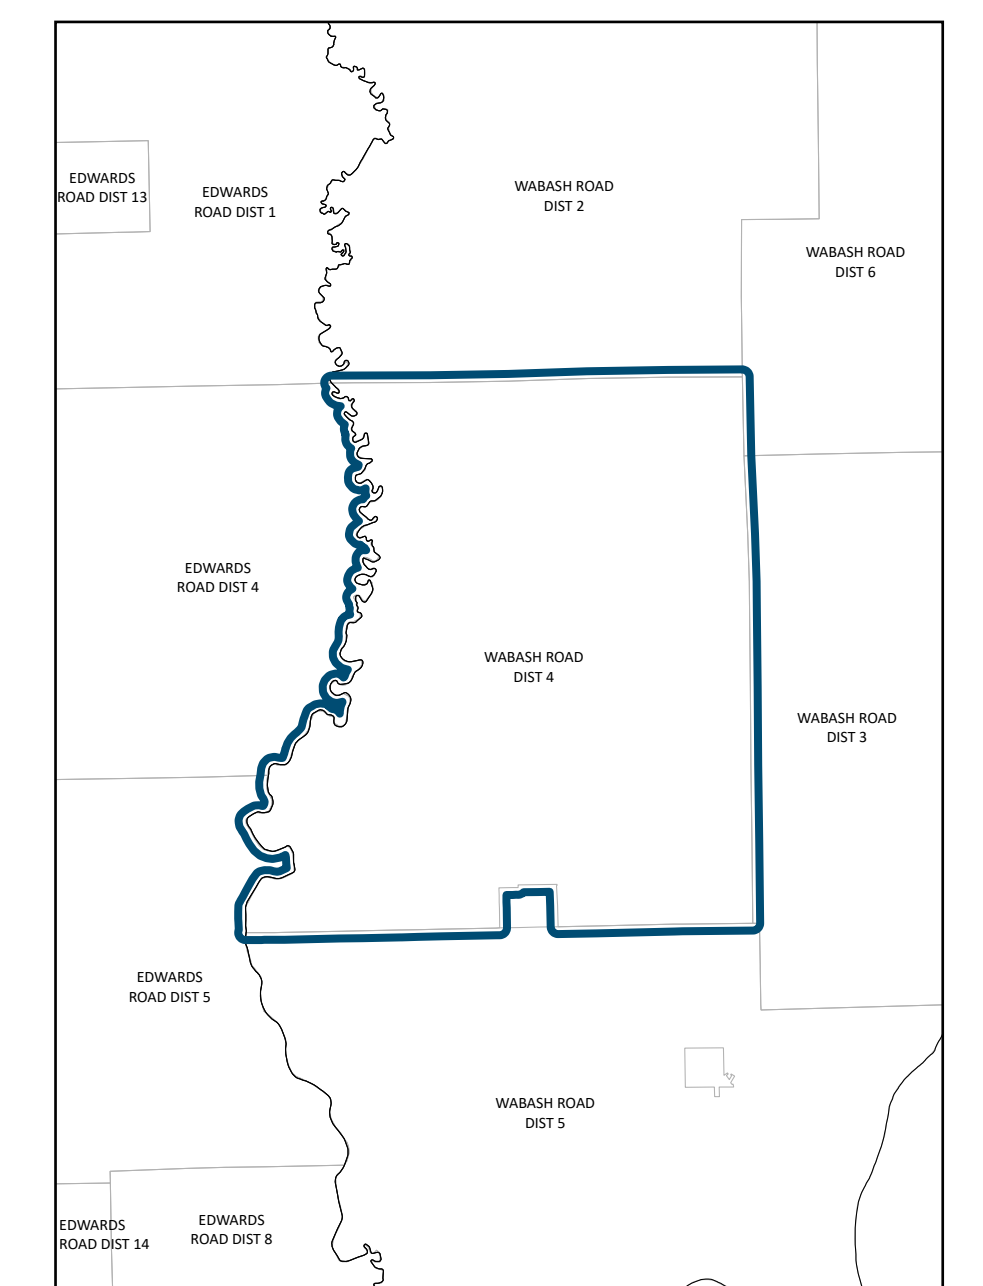 EDWARDS
ROAD DIST 13
EDWARDS
ROAD DIST 1
WABASH ROAD
DIST 2
WABASH ROAD
DIST 6
EDWARDS
ROAD DIST 4
WABASH ROAD
DIST 4
WABASH ROAD
DIST 3
EDWARDS
ROAD DIST 5
WABASH ROAD
DIST 5
EDWARDS
ROAD DIST 14
EDWARDS
ROAD DIST 8